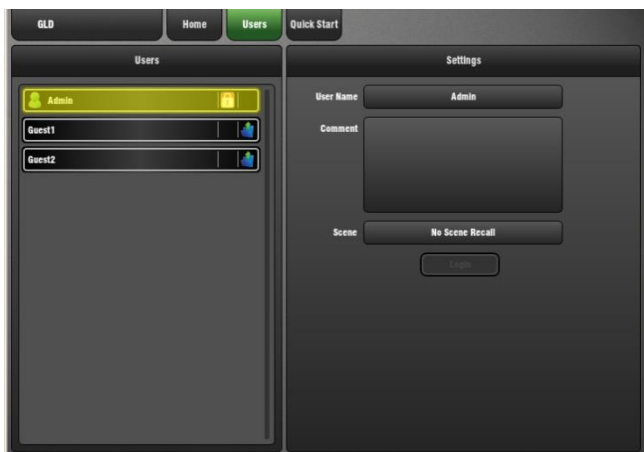 GLD Home Users Quick Start
Users
Settings
Admin
Guest1
Guest2
User Name Admin
Comment
Scene No Scene Recall
Login